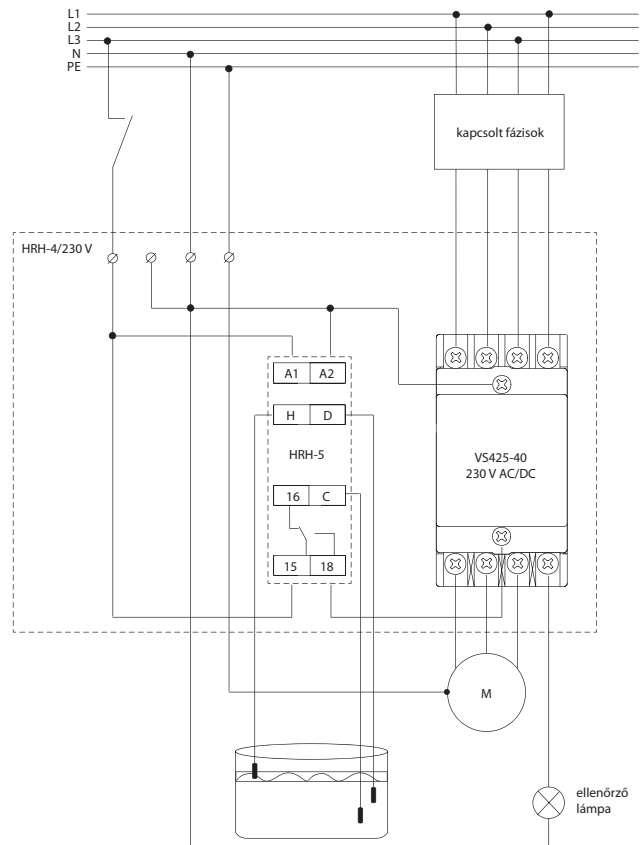 L1
L2
L3
N
PE
kapcsolt fázisok
HRH-4/230 V
A1 A2
H D
HRH-5
VS425-40
230 V AC/DC
16 C
15 18
M
ellenőrző
lámpa